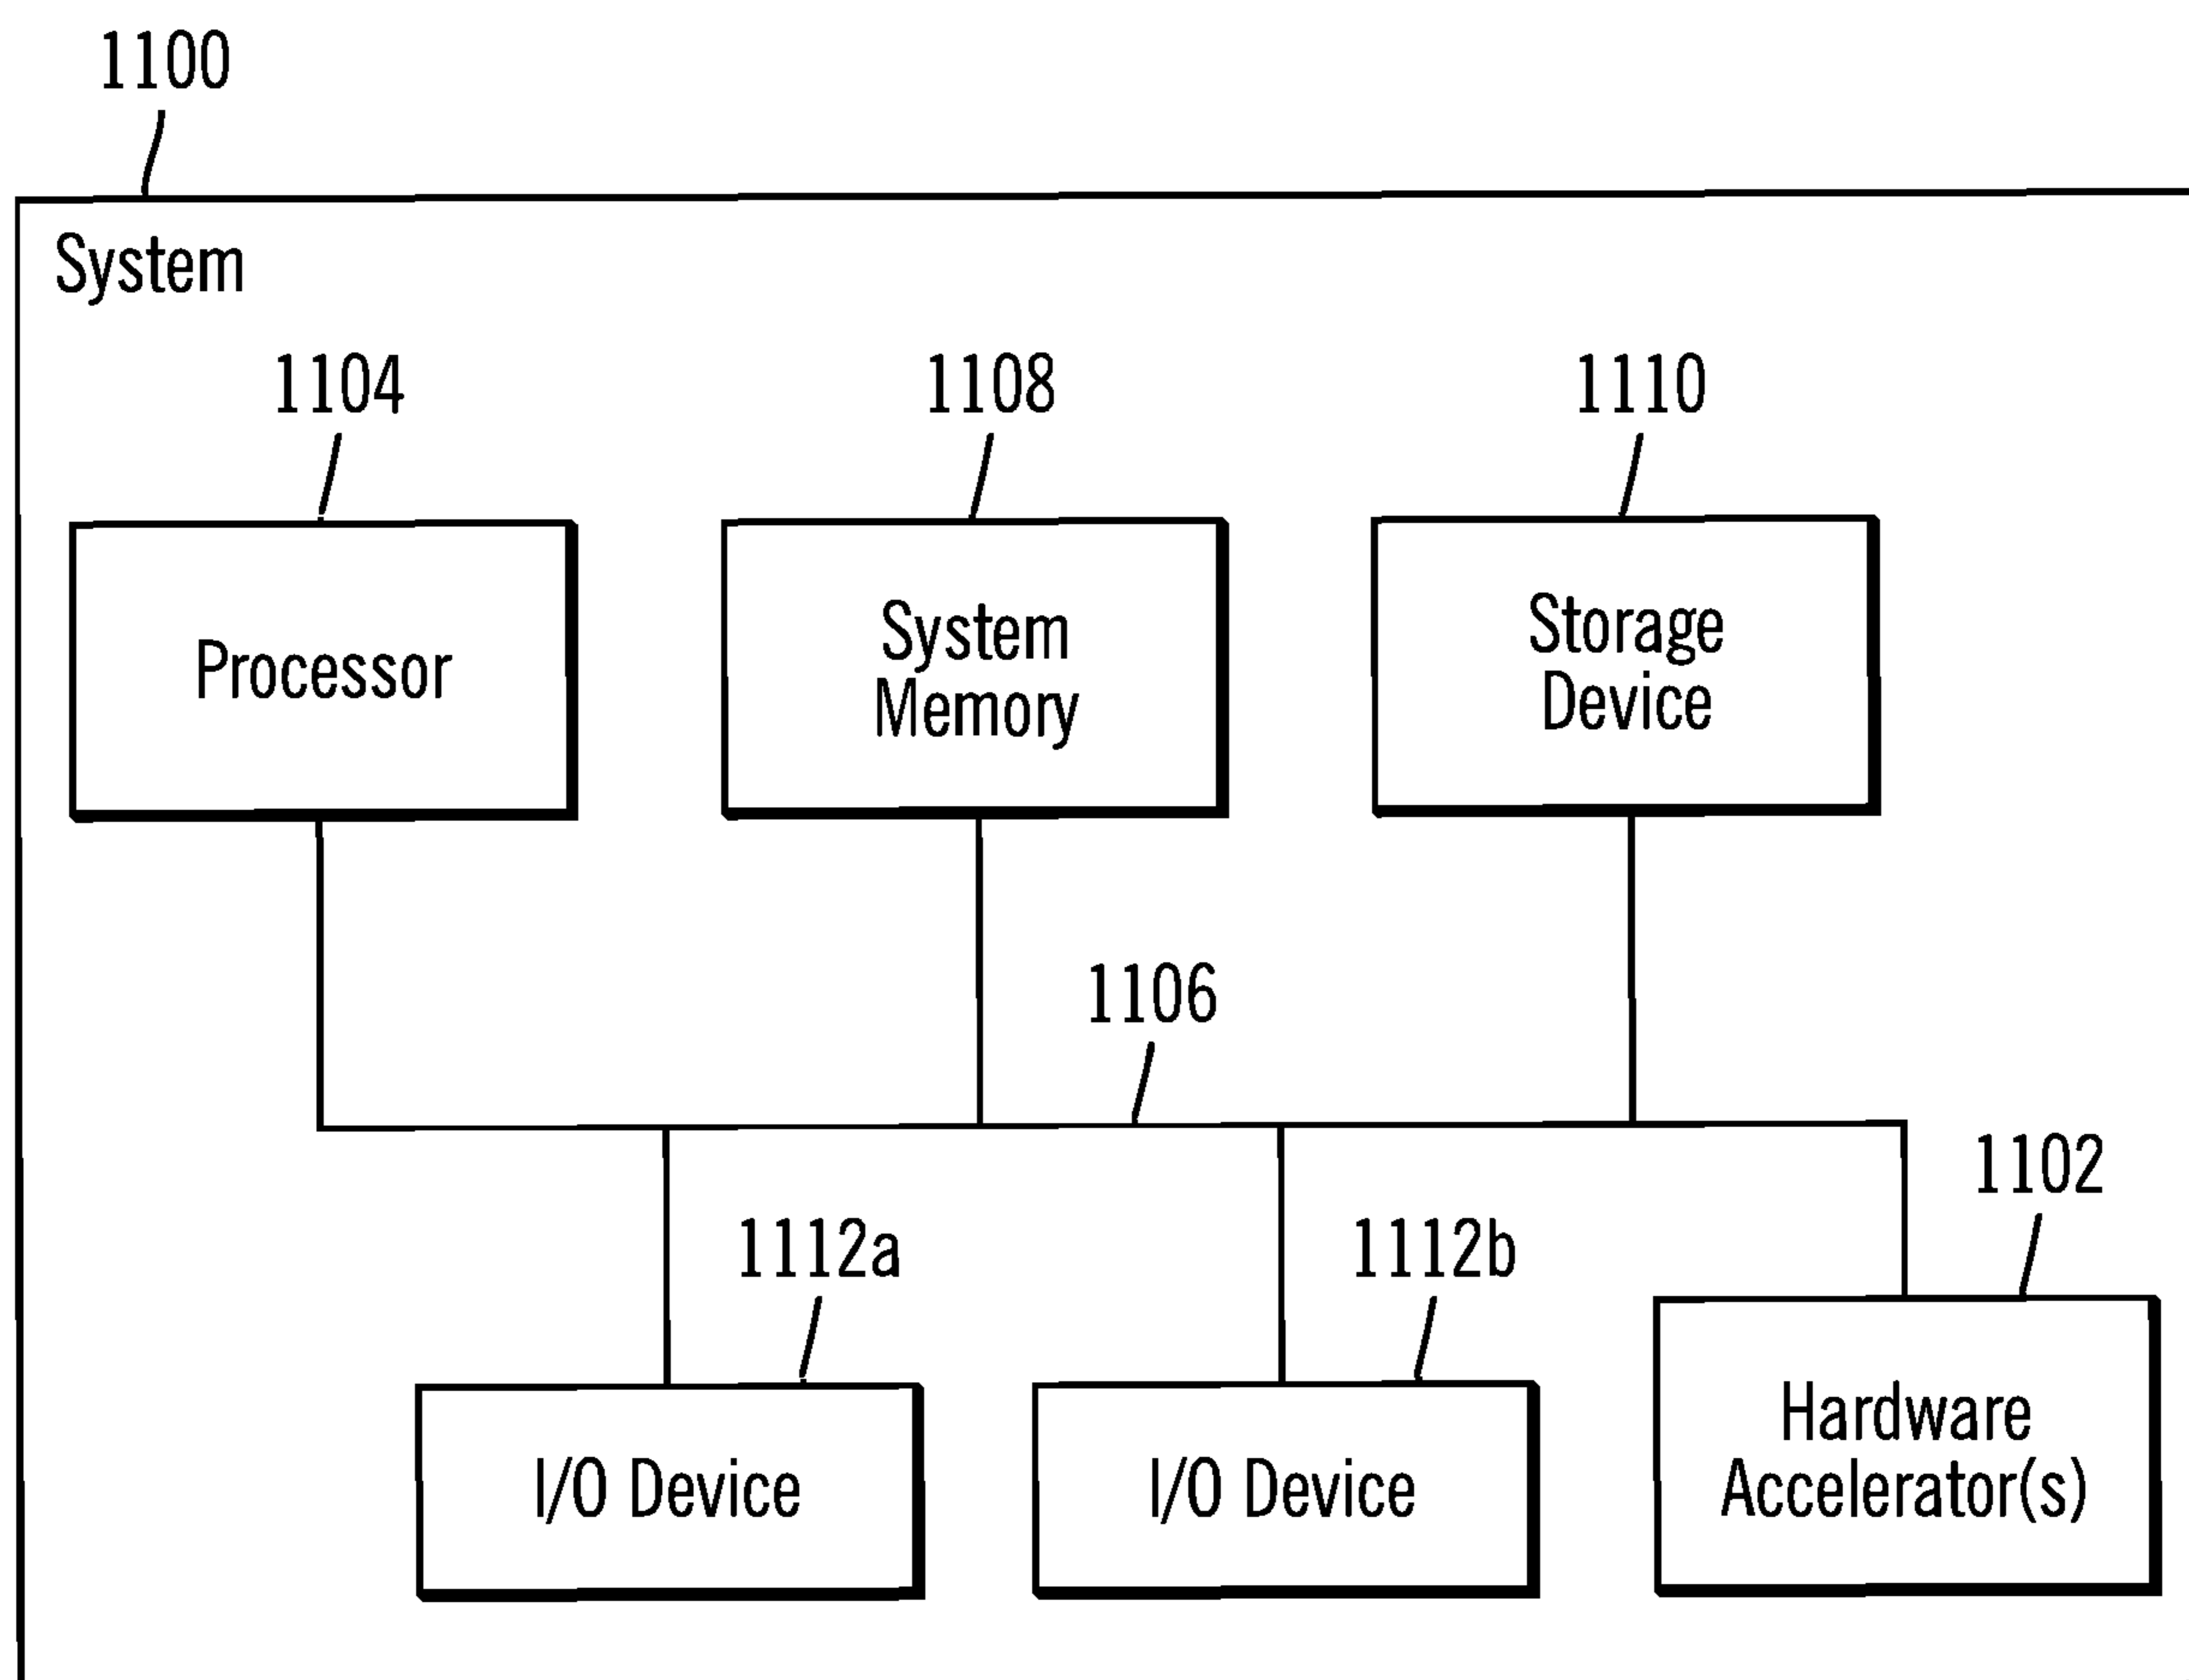 1100
System
1104
1108
1110
Processor
System
Memory
Storage
Device
1106
1102
1112a
1112b
I/O Device
I/O Device
Hardware
Accelerator(s)